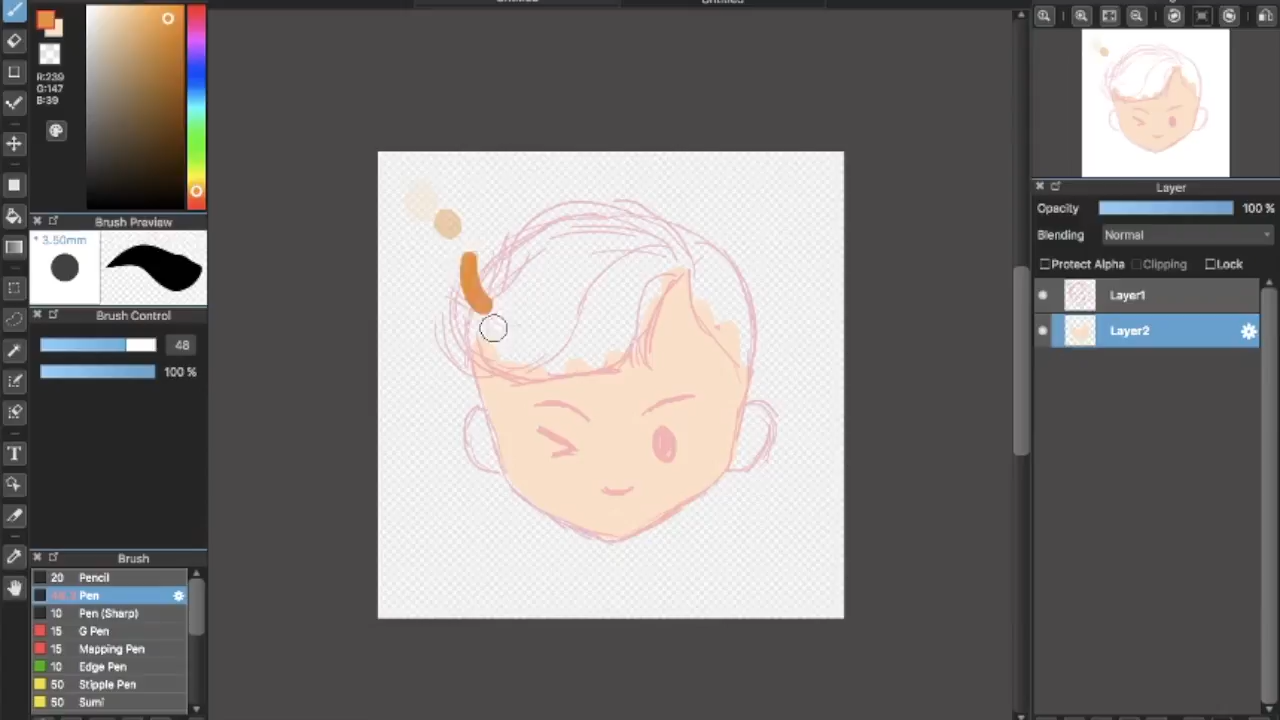 Untitled
Untitled
R:239
G:147
B:39
Brush Preview
* 3.50mm
Brush Control
48
100 %
Brush
20 Pencil
Pen
10 Pen (Sharp)
15 G Pen
15 Mapping Pen
10 Edge Pen
50 Stipple Pen
50 Sumi
T
Layer
Opacity 100 %
Blending Normal
Protect Alpha Clipping Lock
Layer1
Layer2